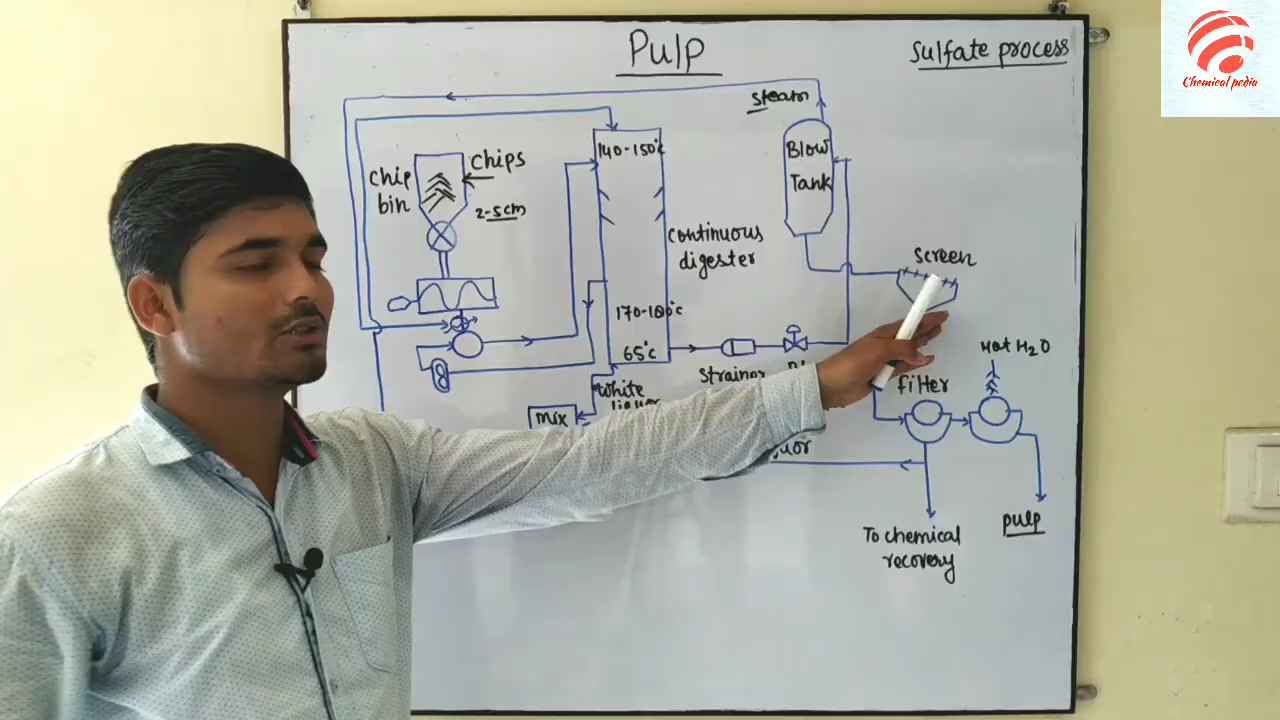 Pulp
Sulfate process
Chemical pedia
steam
140-150°c
Blow
Tank
chips
chip
bin
2-5cm
continuous
digester
screen
170-180°c
65°c
strainer
Hot H2O
White
mix
filter
pulp
To chemical
recovery